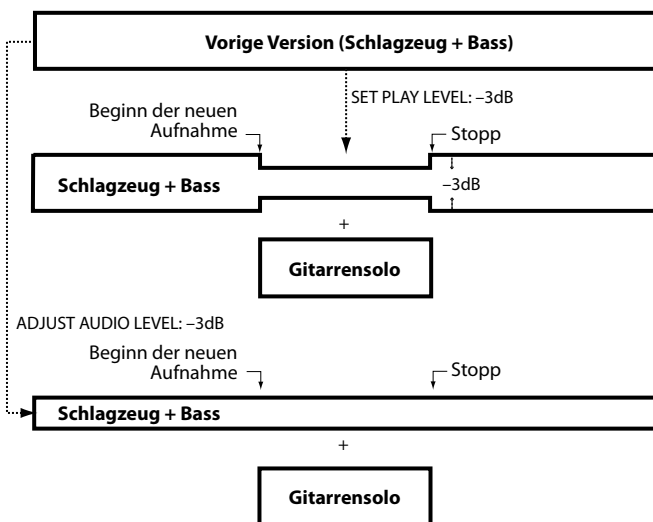 Vorige Version (Schlagzeug + Bass)
SET PLAY LEVEL: –3dB
Beginn der neuen
Aufnahme
Stopp
Schlagzeug + Bass
–3dB
+
Gitarrensolo
ADJUST AUDIO LEVEL: –3dB
Beginn der neuen
Aufnahme
Stopp
Schlagzeug + Bass
+
Gitarrensolo